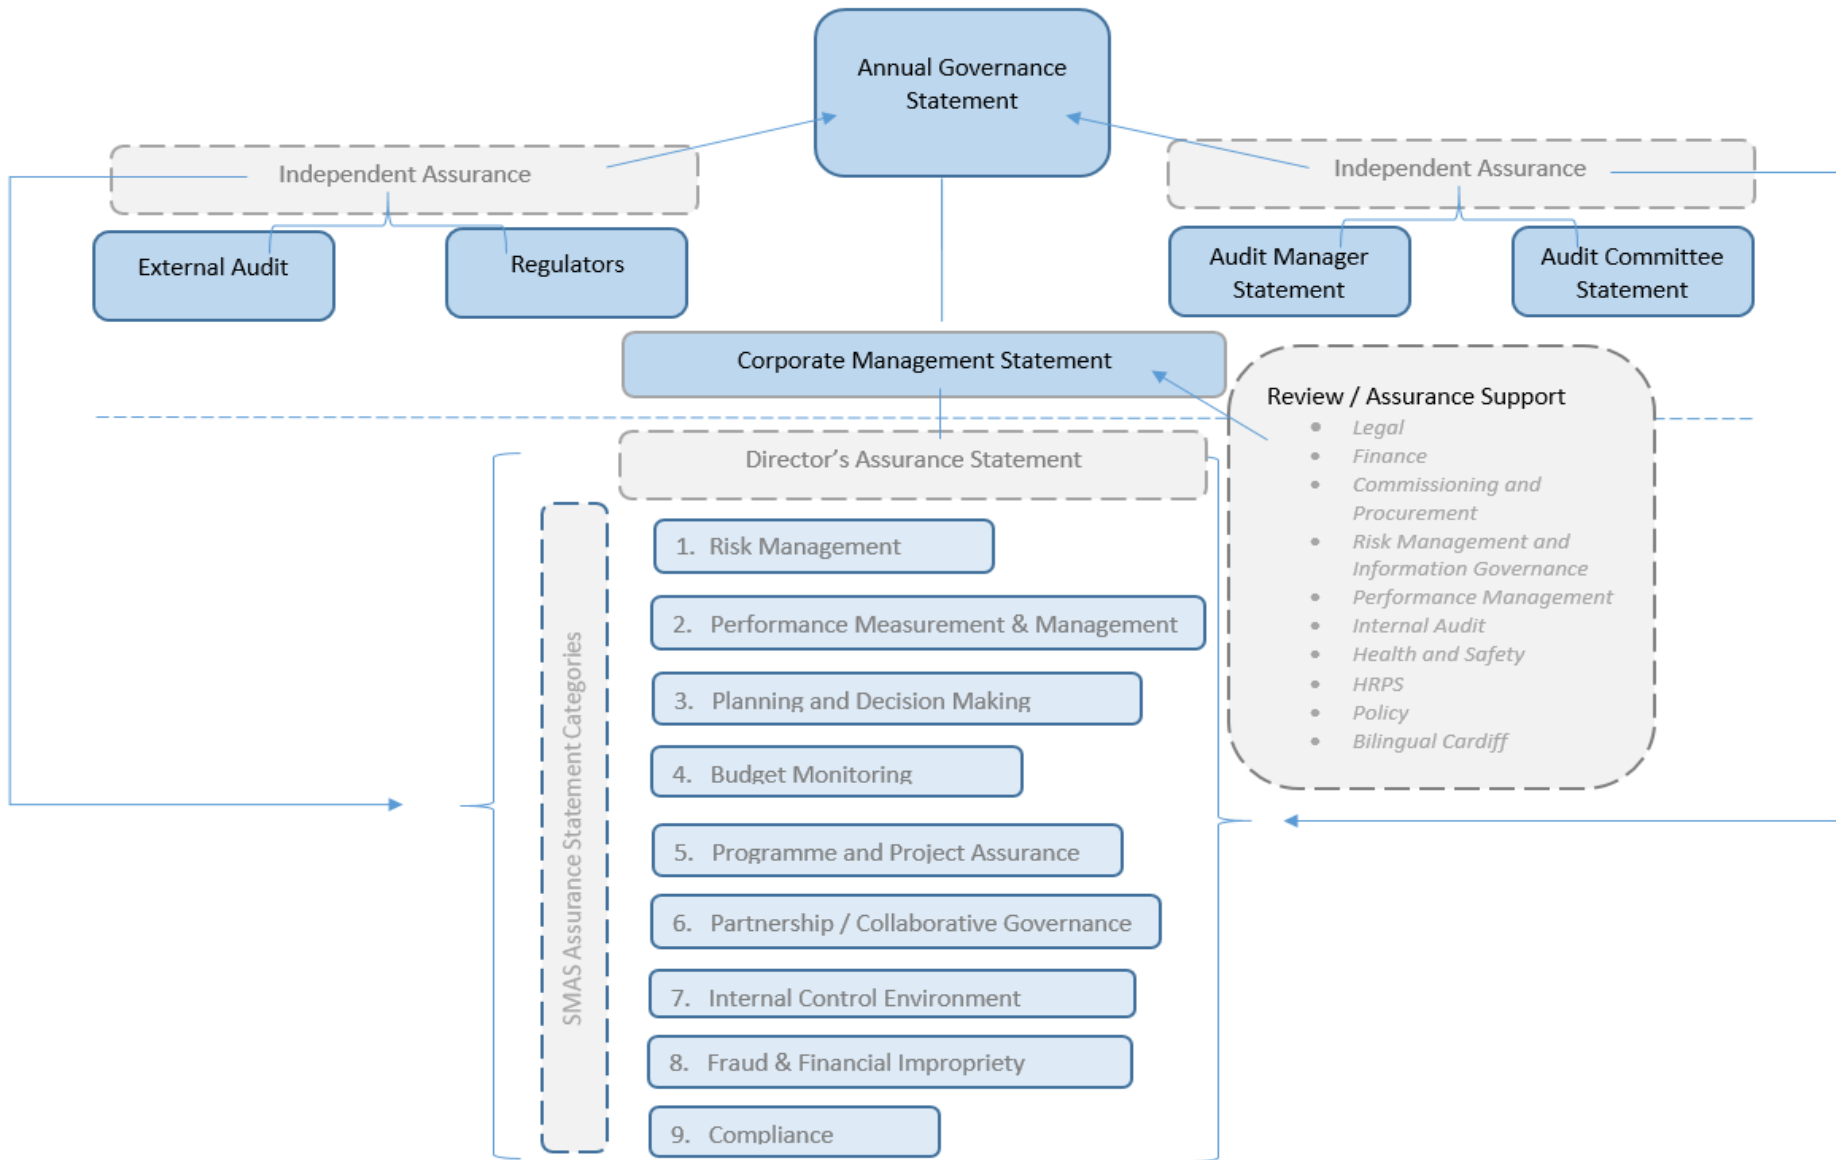 Annual Governance
Statement
Independent Assurance
Independent Assurance
External Audit
Regulators
Audit Manager
Statement
Audit Committee
Statement
Corporate Management Statement
Review / Assurance Support
• Legal
• Finance
• Commissioning and
Procurement
• Risk Management and
Information Governance
• Performance Management
• Internal Audit
• Health and Safety
• HRPS
• Policy
• Bilingual Cardiff
Director’s Assurance Statement
SMAS Assurance Statement Categories
1. Risk Management
2. Performance Measurement & Management
3. Planning and Decision Making
4. Budget Monitoring
5. Programme and Project Assurance
6. Partnership / Collaborative Governance
7. Internal Control Environment
8. Fraud & Financial Impropriety
9. Compliance